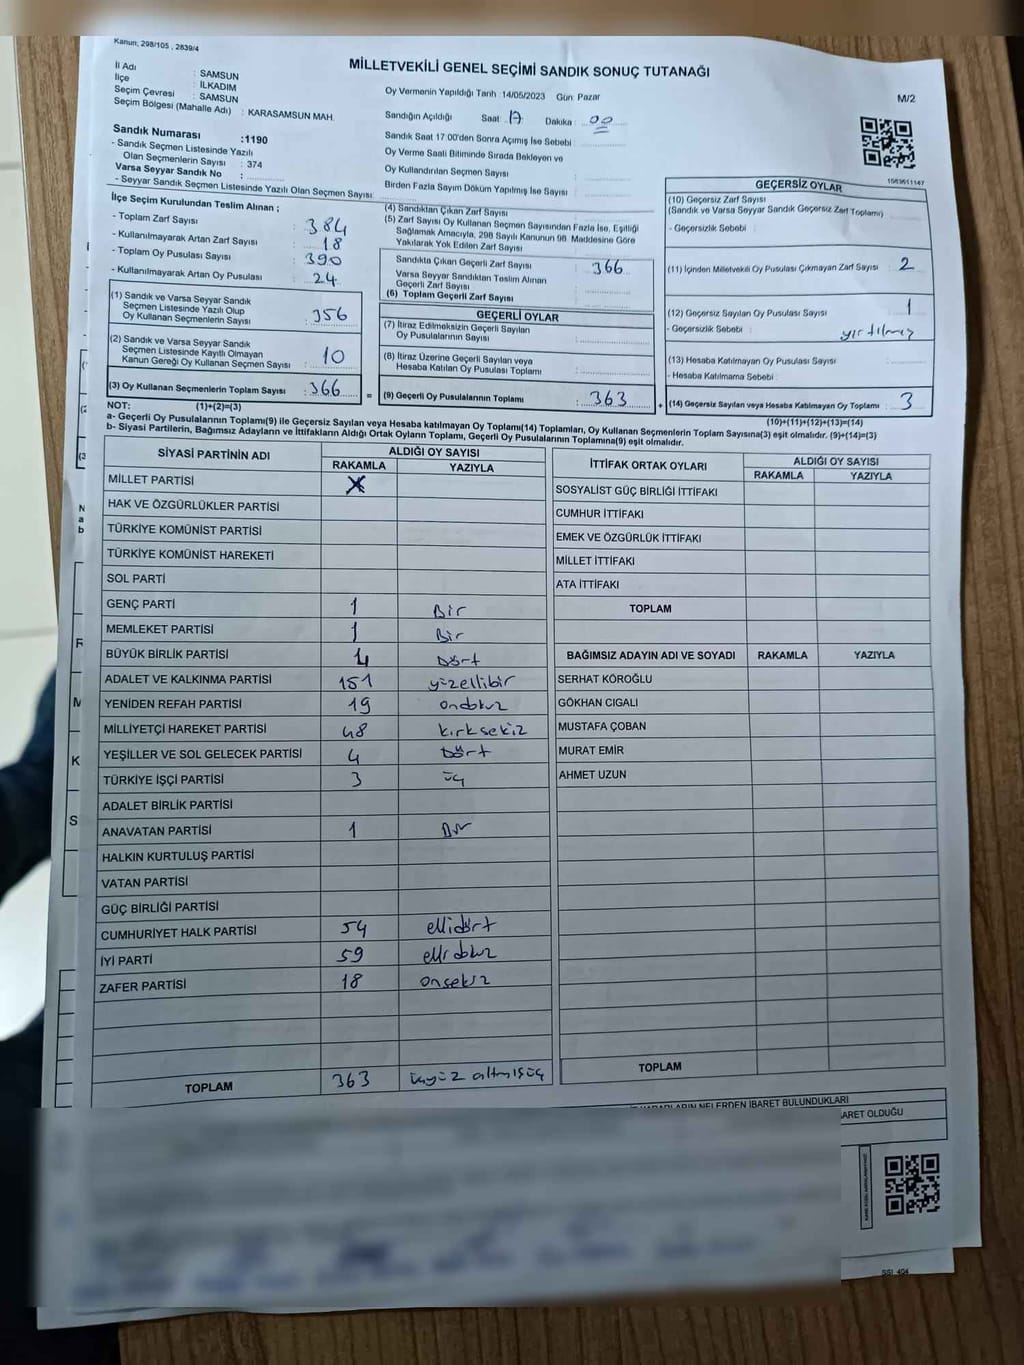 Kanun: 298/105 , 2839/4
MİLLETVEKİLİ GENEL SEÇİMİ SANDIK SONUÇ TUTANAĞI
M/2
İl Adı : SAMSUN
İlçe : İLKADIM
Seçim Çevresi : SAMSUN
Seçim Bölgesi (Mahalle Adı) : KARASAMSUN MAH.
Oy Vermenin Yapıldığı Tarih :14/05/2023 Gün: Pazar
Sandığın Açıldığı Saat : 17 Dakika : 00
Sandık Saat 17:00'den Sonra Açılmış İse Sebebi :
Oy Verme Saati Bitiminde Sırada Bekleyen ve
Oy Kullandırılan Seçmen Sayısı :
Birden Fazla Sayım Döküm Yapılmış İse Sayısı :
Sandık Numarası :1190
- Sandık Seçmen Listesinde Yazılı
Olan Seçmenlerin Sayısı : 374
Varsa Seyyar Sandık No :
- Seyyar Sandık Seçmen Listesinde Yazılı Olan Seçmen Sayısı:
İlçe Seçim Kurulundan Teslim Alınan ;
- Toplam Zarf Sayısı : 384
- Kullanılmayarak Artan Zarf Sayısı : 18
- Toplam Oy Pusulası Sayısı : 390
- Kullanılmayarak Artan Oy Pusulası : 24
(1) Sandık ve Varsa Seyyar Sandık
Seçmen Listesinde Yazılı Olup
Oy Kullanan Seçmenlerin Sayısı : 356
(2) Sandık ve Varsa Seyyar Sandık
Seçmen Listesinde Kayıtlı Olmayan
Kanun Gereği Oy Kullanan Seçmen Sayısı : 10
(3) Oy Kullanan Seçmenlerin Toplam Sayısı : 366
(1)+(2)=(3)
(4) Sandıktan Çıkan Zarf Sayısı :
(5) Zarf Sayısı Oy Kullanan Seçmen Sayısından Fazla İse, Eşitliği
Sağlamak Amacıyla, 298 Sayılı Kanunun 98. Maddesine Göre
Yakılarak Yok Edilen Zarf Sayısı :
Sandıkta Çıkan Geçerli Zarf Sayısı : 366
Varsa Seyyar Sandıktan Teslim Alınan
Geçerli Zarf Sayısı :
(6) Toplam Geçerli Zarf Sayısı :
GEÇERLİ OYLAR
(7) İtiraz Edilmeksizin Geçerli Sayılan
Oy Pusulalarının Sayısı :
(8) İtiraz Üzerine Geçerli Sayılan veya
Hesaba Katılan Oy Pusulası Toplamı :
= (9) Geçerli Oy Pusulalarının Toplamı : 363 +
1563611147
GEÇERSİZ OYLAR
(10) Geçersiz Zarf Sayısı
(Sandık ve Varsa Seyyar Sandık Geçersiz Zarf Toplamı) :
- Geçersizlik Sebebi :
(11) İçinden Milletvekili Oy Pusulası Çıkmayan Zarf Sayısı : 2
(12) Geçersiz Sayılan Oy Pusulası Sayısı : 1
- Geçersizlik Sebebi : yırtılmış
(13) Hesaba Katılmayan Oy Pusulası Sayısı :
- Hesaba Katılmama Sebebi :
(14) Geçersiz Sayılan veya Hesaba Katılmayan Oy Toplamı : 3
(10)+(11)+(12)+(13)=(14)
NOT:
a- Geçerli Oy Pusulalarının Toplamı(9) ile Geçersiz Sayılan veya Hesaba katılmayan Oy Toplamı(14) Toplamları, Oy Kullanan Seçmenlerin Toplam Sayısına(3) eşit olmalıdır. (9)+(14)=(3)
b- Siyasi Partilerin, Bağımsız Adayların ve İttifakların Aldığı Ortak Oyların Toplamı, Geçerli Oy Pusulalarının Toplamına(9) eşit olmalıdır.
SİYASİ PARTİNİN ADI ALDIĞI OY SAYISI
RAKAMLA YAZIYLA
MİLLET PARTİSİ
HAK VE ÖZGÜRLÜKLER PARTİSİ
TÜRKİYE KOMÜNİST PARTİSİ
TÜRKİYE KOMÜNİST HAREKETİ
SOL PARTİ
GENÇ PARTİ 1 Bir
MEMLEKET PARTİSİ 1 Bir
BÜYÜK BİRLİK PARTİSİ 4 Dört
ADALET VE KALKINMA PARTİSİ 151 yüzellibir
YENİDEN REFAH PARTİSİ 19 ondokuz
MİLLİYETÇİ HAREKET PARTİSİ 48 kırksekiz
YEŞİLLER VE SOL GELECEK PARTİSİ 4 Dört
TÜRKİYE İŞÇİ PARTİSİ 3 üç
ADALET BİRLİK PARTİSİ
ANAVATAN PARTİSİ 1 Bir
HALKIN KURTULUŞ PARTİSİ
VATAN PARTİSİ
GÜÇ BİRLİĞİ PARTİSİ
CUMHURİYET HALK PARTİSİ 54 ellidört
İYİ PARTİ 59 ellidokuz
ZAFER PARTİSİ 18 onsekiz
TOPLAM 363 üçyüz altmışüç
İTTİFAK ORTAK OYLARI ALDIĞI OY SAYISI
RAKAMLA YAZIYLA
SOSYALİST GÜÇ BİRLİĞİ İTTİFAKI
CUMHUR İTTİFAKI
EMEK VE ÖZGÜRLÜK İTTİFAKI
MİLLET İTTİFAKI
ATA İTTİFAKI
TOPLAM
BAĞIMSIZ ADAYIN ADI VE SOYADI RAKAMLA YAZIYLA
SERHAT KÖROĞLU
GÖKHAN CIGALI
MUSTAFA ÇOBAN
MURAT EMİR
AHMET UZUN
TOPLAM
NELERDEN İBARET BULUNDUKLARI
ARET OLDUĞU
SSİ_404